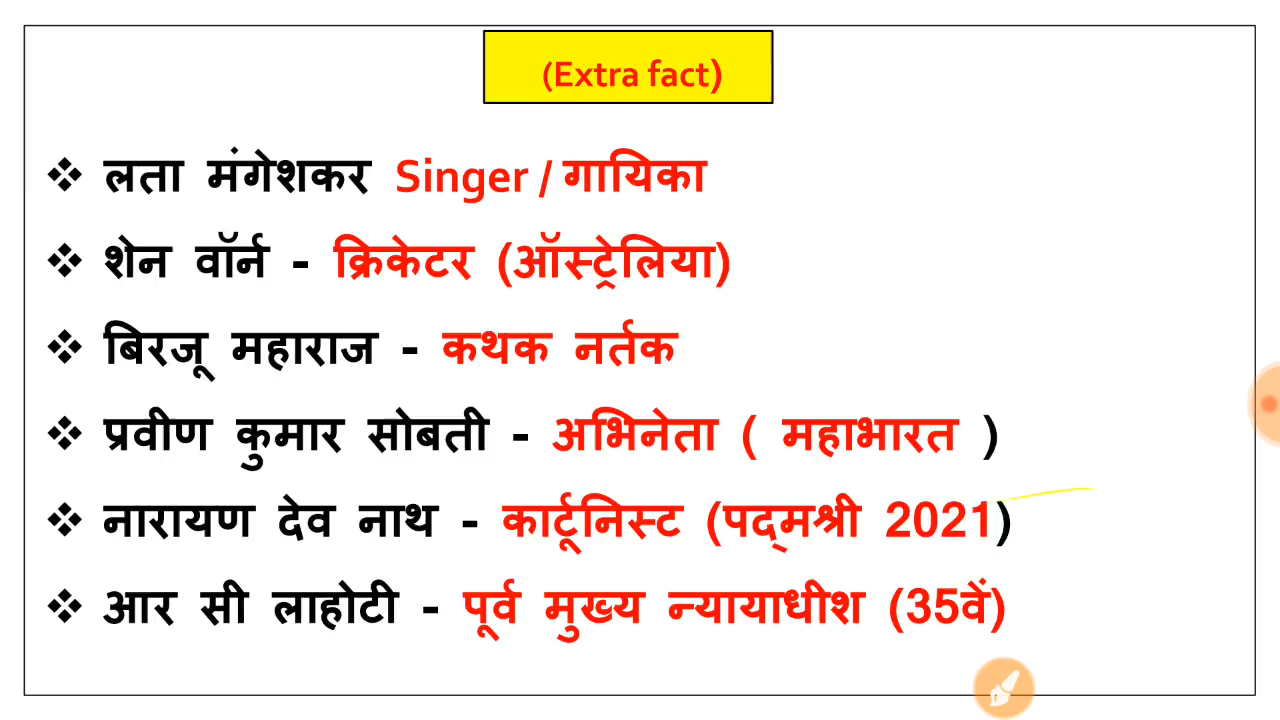 (Extra fact)
❖ लता मंगेशकर Singer / गायिका
❖ शेन वॉर्न - क्रिकेटर (ऑस्ट्रेलिया)
❖ बिरजू महाराज - कथक नर्तक
❖ प्रवीण कुमार सोबती - अभिनेता ( महाभारत )
❖ नारायण देव नाथ - कार्टूनिस्ट (पद्मश्री 2021)
❖ आर सी लाहोटी - पूर्व मुख्य न्यायाधीश (35वें)